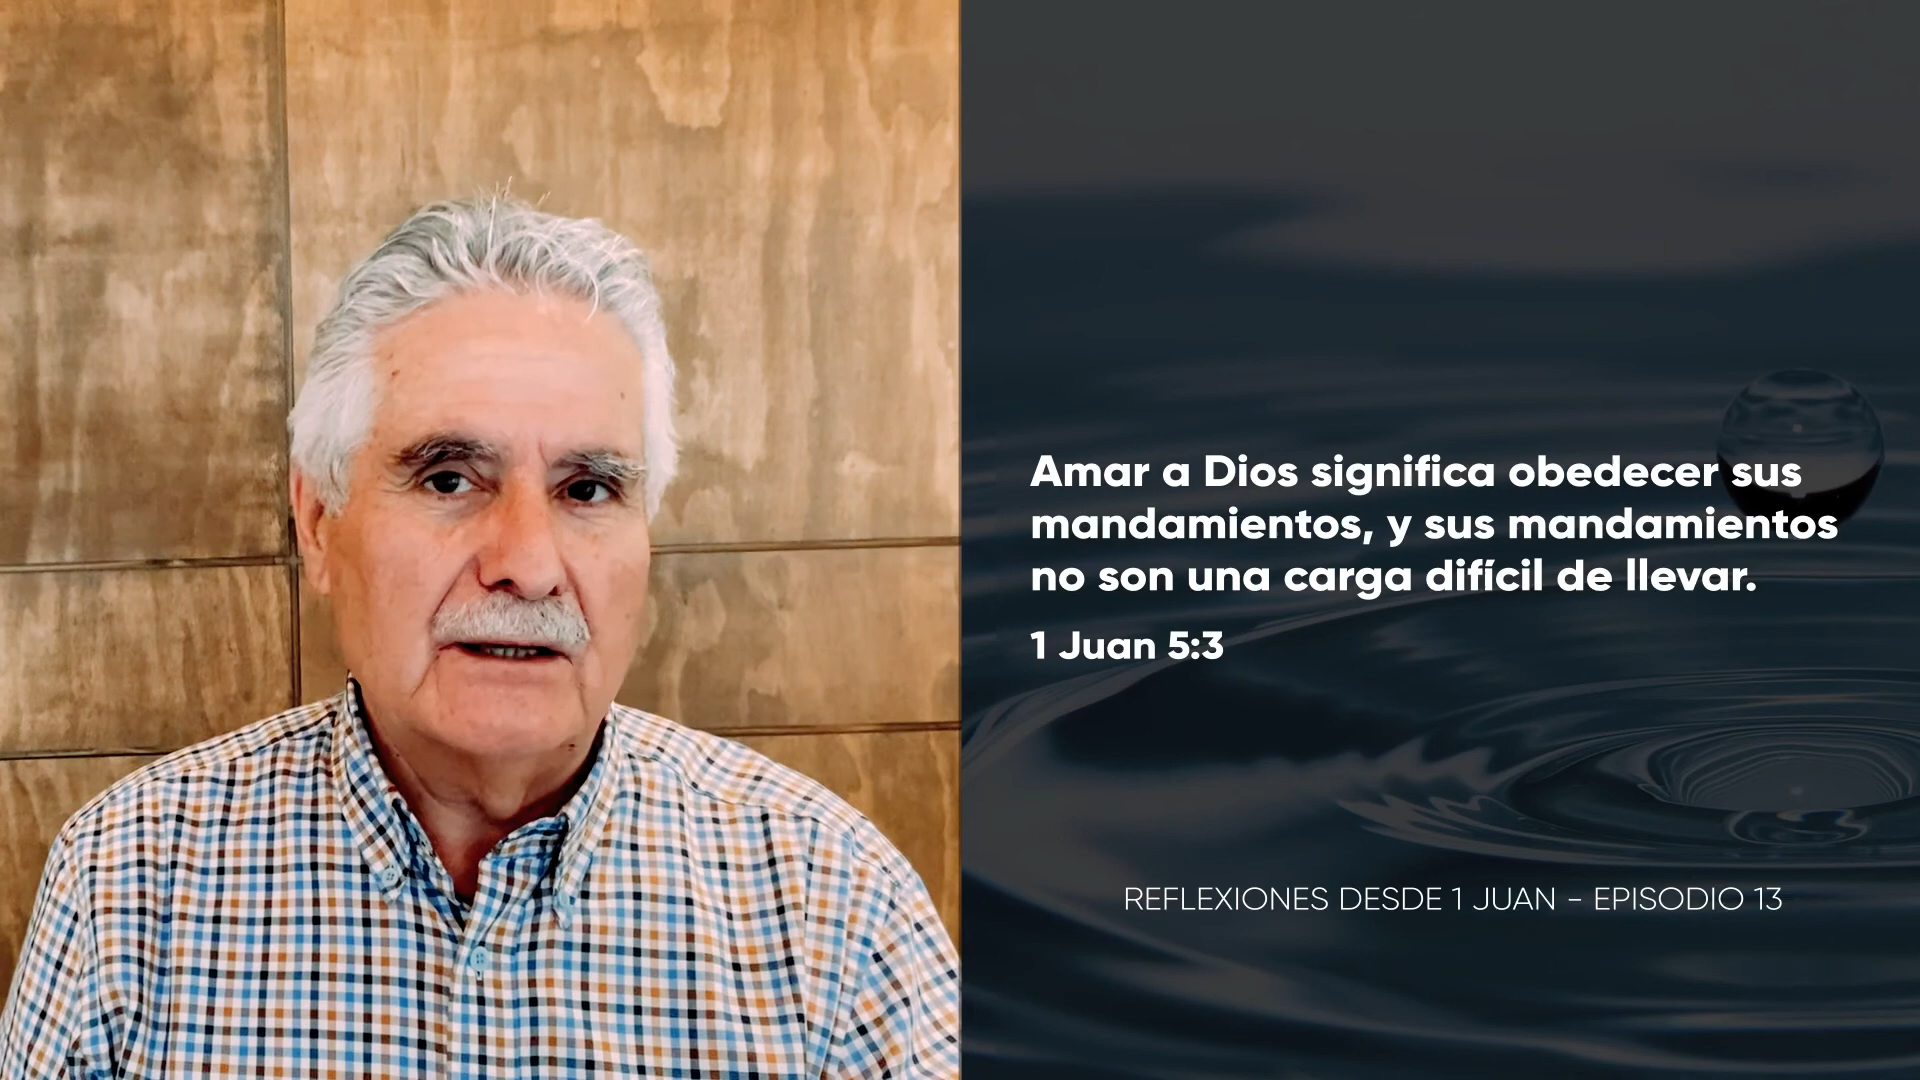 Amar a Dios significa obedecer sus
mandamientos, y sus mandamientos
no son una carga difícil de llevar.
1 Juan 5:3
REFLEXIONES DESDE 1 JUAN - EPISODIO 13